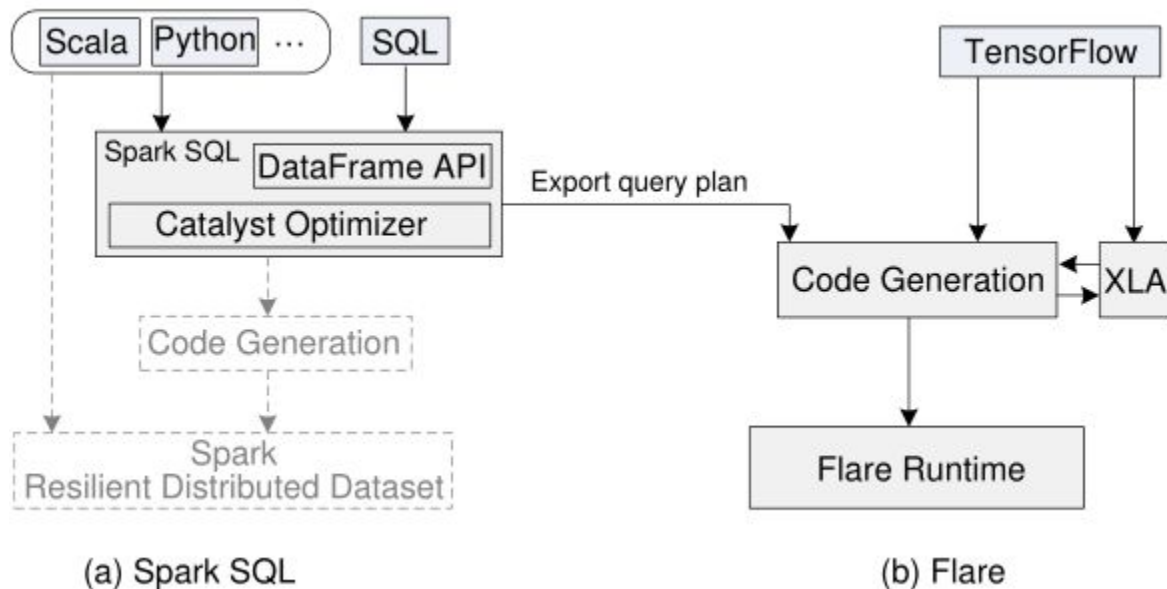 Scala Python ... SQL
TensorFlow
Spark SQL
DataFrame API
Catalyst Optimizer
Export query plan
Code Generation
XLA
Code Generation
Spark
Resilient Distributed Dataset
Flare Runtime
(a) Spark SQL
(b) Flare